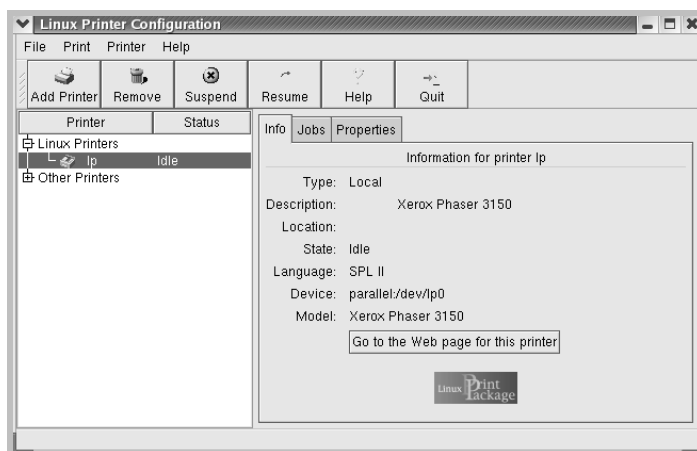 Linux Printer Configuration
File Print Printer Help
Add Printer Remove Suspend Resume Help Quit
Printer Status
Linux Printers
lp Idle
Other Printers
Info Jobs Properties
Information for printer lp
Type: Local
Description: Xerox Phaser 3150
Location:
State: Idle
Language: SPL II
Device: parallel:/dev/lp0
Model: Xerox Phaser 3150
Go to the Web page for this printer
Linux Print Package